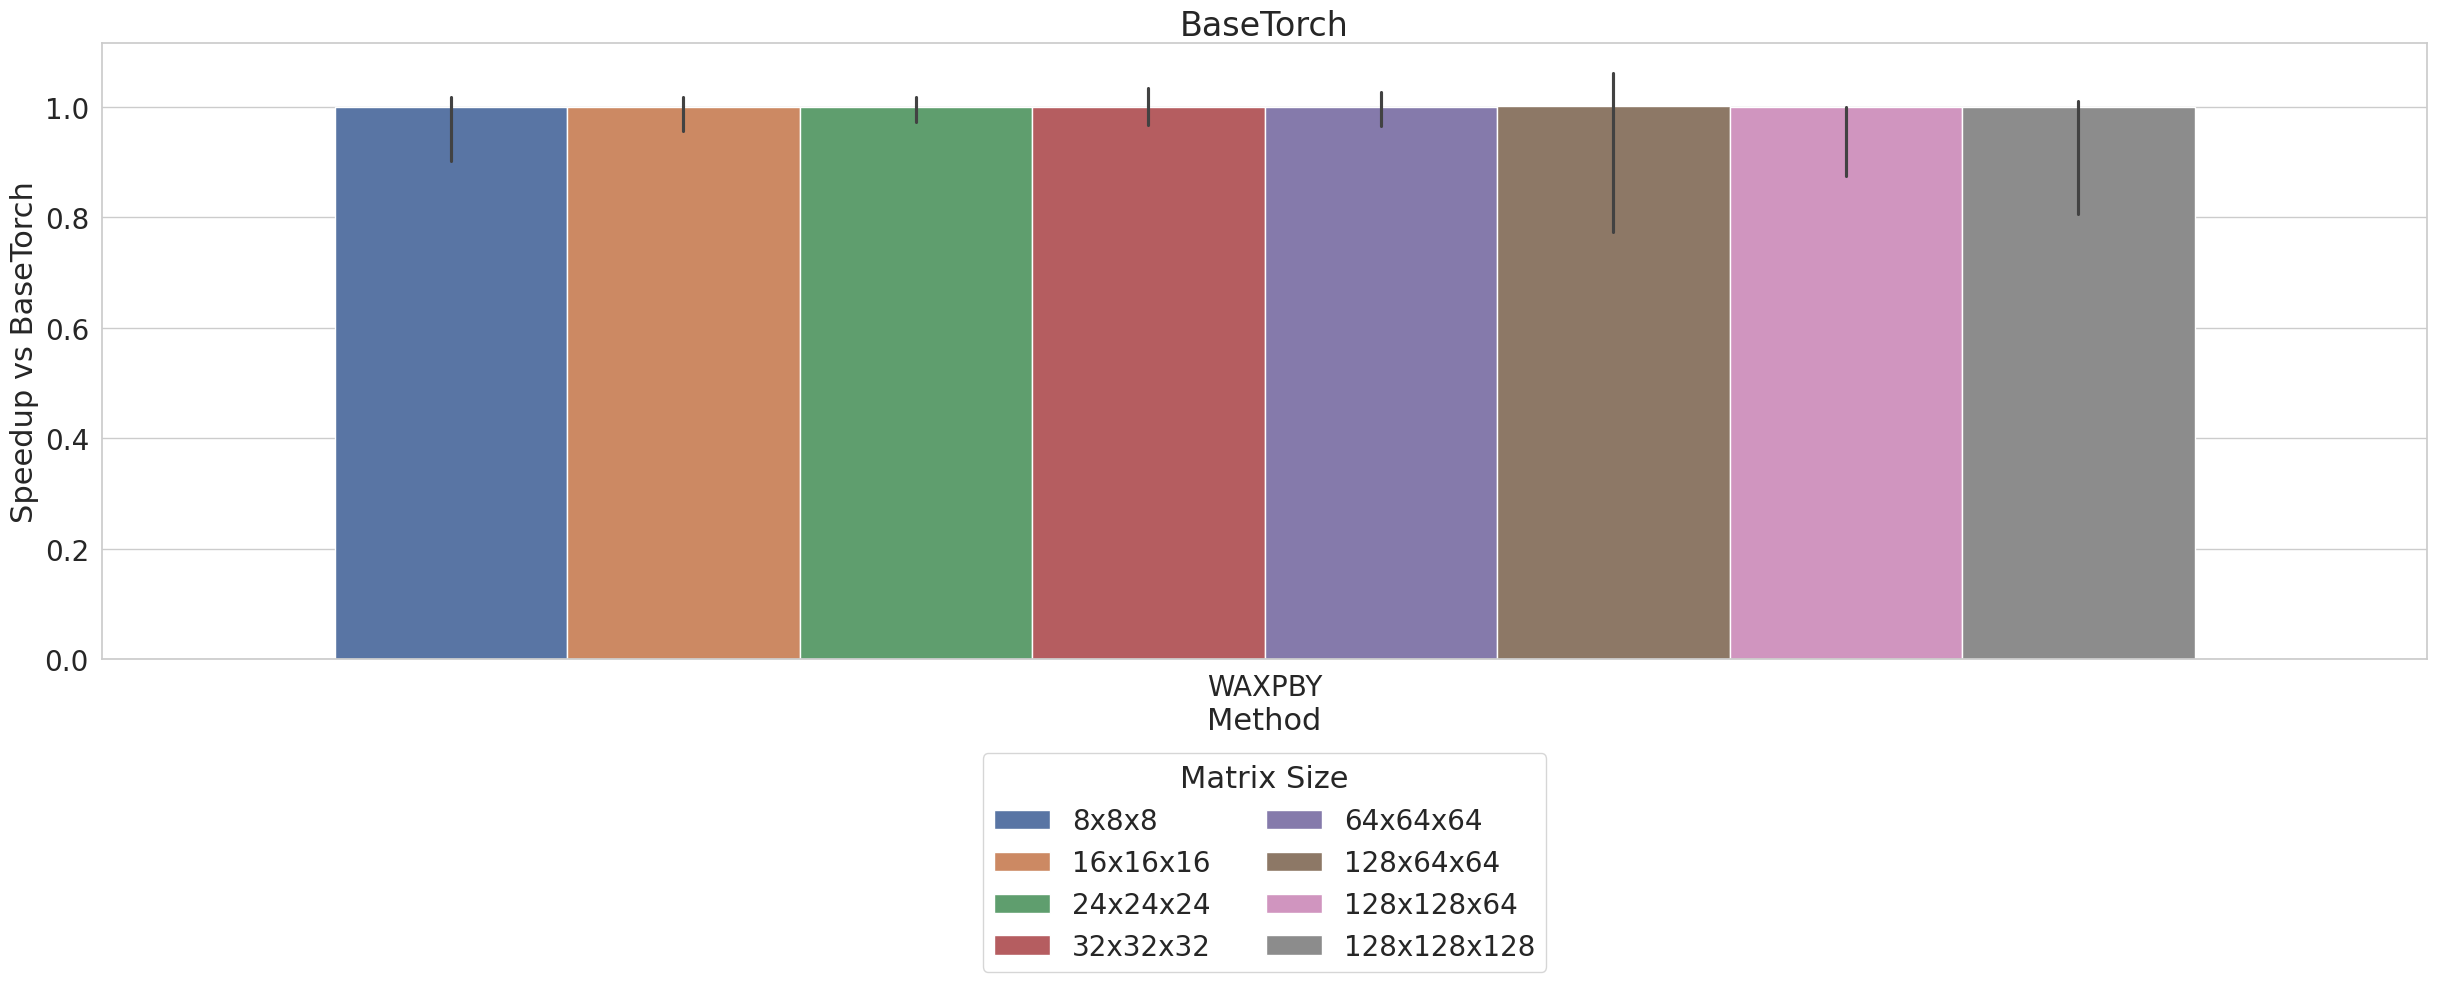 BaseTorch
Speedup vs BaseTorch
1.0
0.8
0.6
0.4
0.2
0.0
WAXPBY
Method
Matrix Size
8x8x8
16x16x16
24x24x24
32x32x32
64x64x64
128x64x64
128x128x64
128x128x128